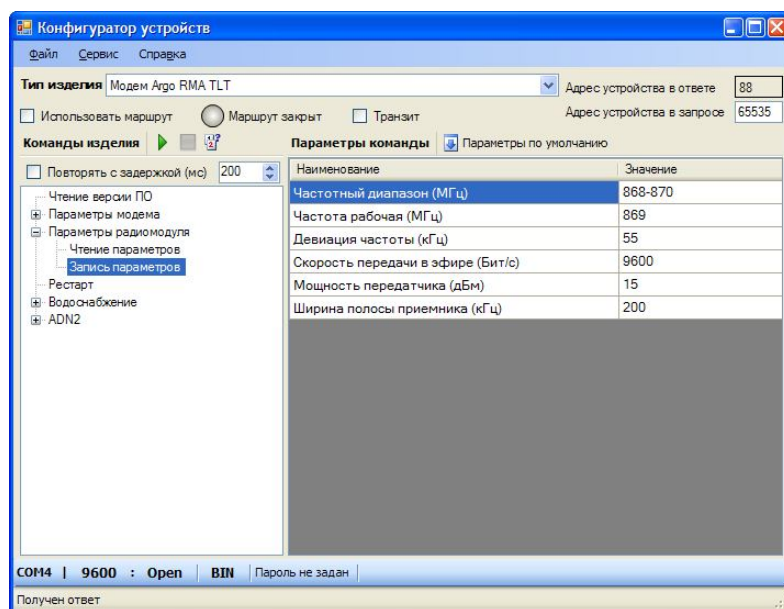 Конфигуратор устройств
Файл Сервис Справка
Тип изделия Модем Argo RMA TLT Адрес устройства в ответе 88
Использовать маршрут Маршрут закрыт Транзит Адрес устройства в запросе 65535
Команды изделия Параметры команды Параметры по умолчанию
Повторять с задержкой (мс) 200 Наименование Значение
Чтение версии ПО
Параметры модема
Параметры радиомодуля
Чтение параметров
Запись параметров
Рестарт
Водоснабжение
ADN2
Частотный диапазон (МГц) 868-870
Частота рабочая (МГц) 869
Девиация частоты (кГц) 55
Скорость передачи в эфире (Бит/с) 9600
Мощность передатчика (дБм) 15
Ширина полосы приемника (кГц) 200
COM4 | 9600 : Open BIN Пароль не задан
Получен ответ